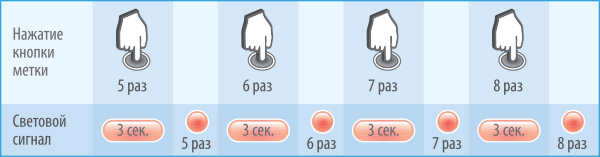 Нажатие
кнопки
метки
5 раз
6 раз
7 раз
8 раз
Световой
сигнал
3 сек.
5 раз
3 сек.
6 раз
3 сек.
7 раз
3 сек.
8 раз